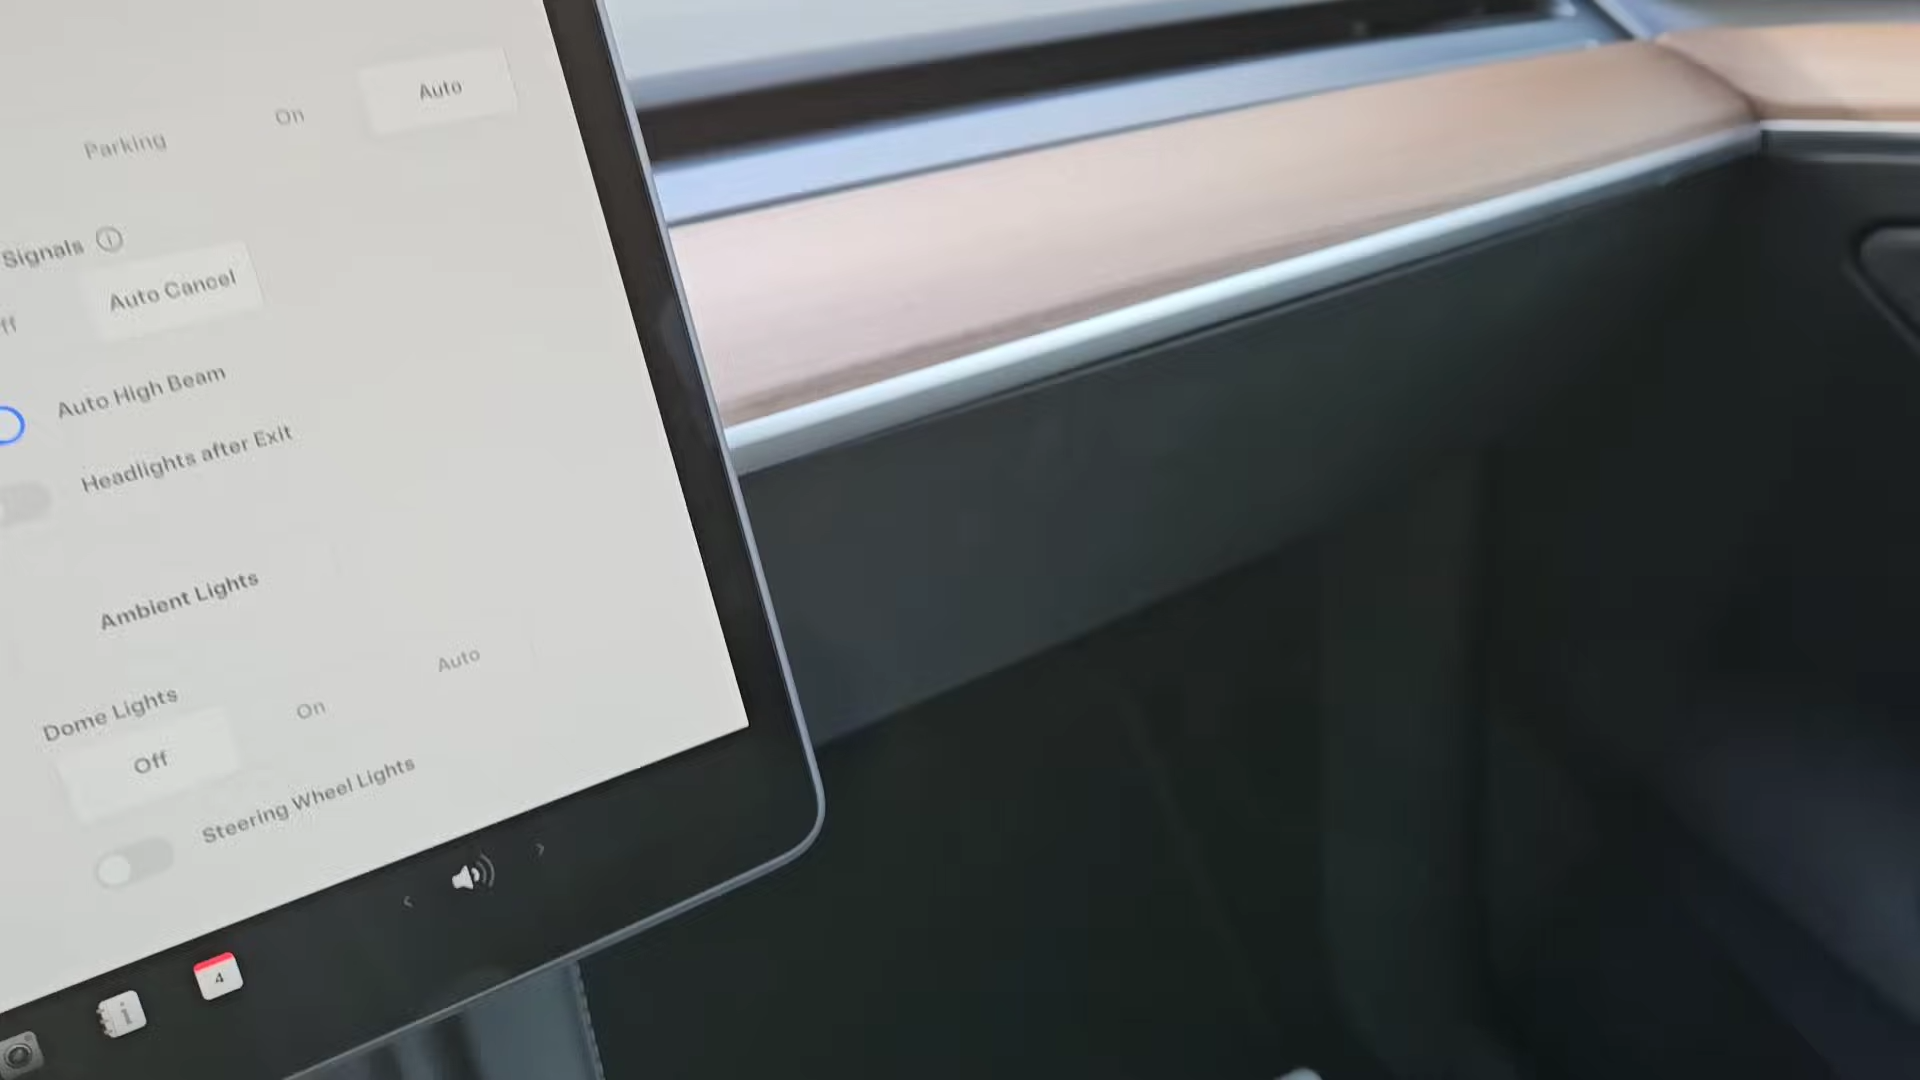 Parking On Auto
Signals
Auto Cancel
Auto High Beam
Headlights after Exit
Ambient Lights
Dome Lights
Off On Auto
Steering Wheel Lights
4